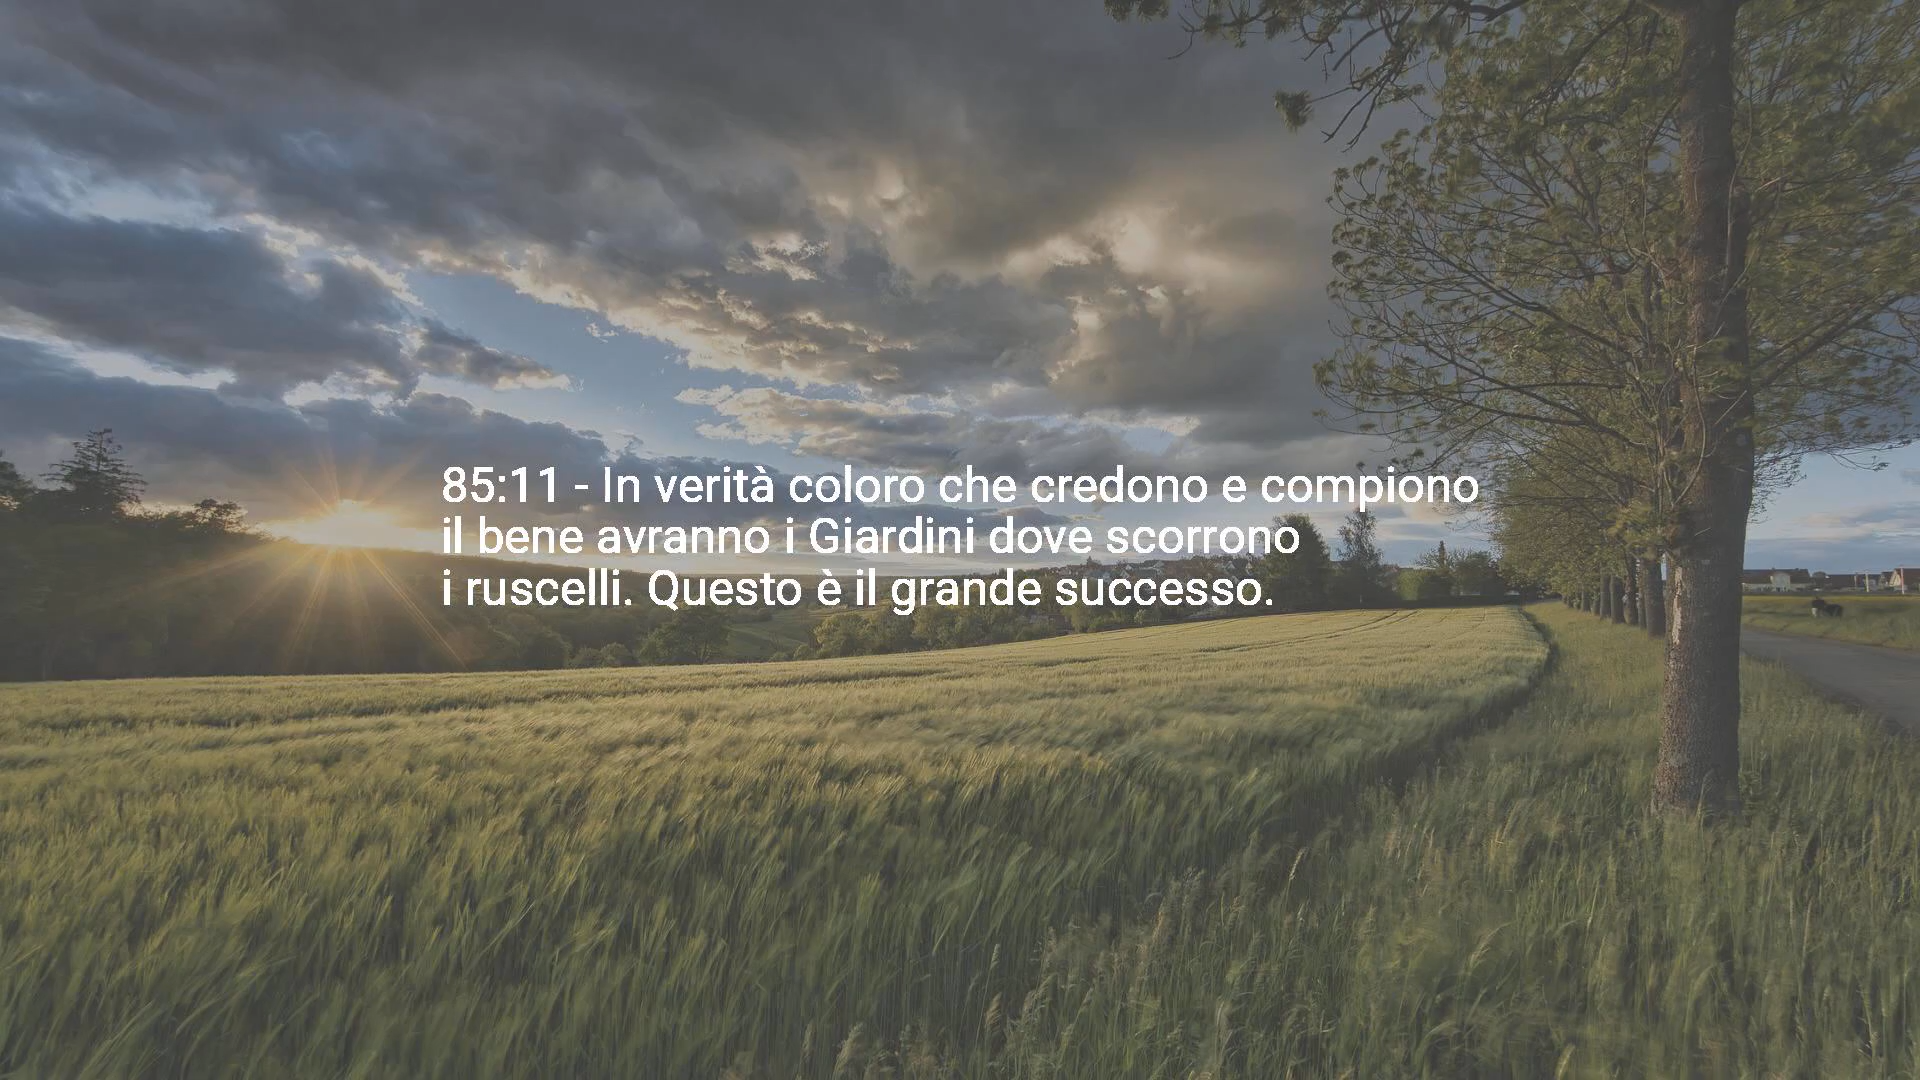 85:11 - In verità coloro che credono e compiono
il bene avranno i Giardini dove scorrono
i ruscelli. Questo è il grande successo.